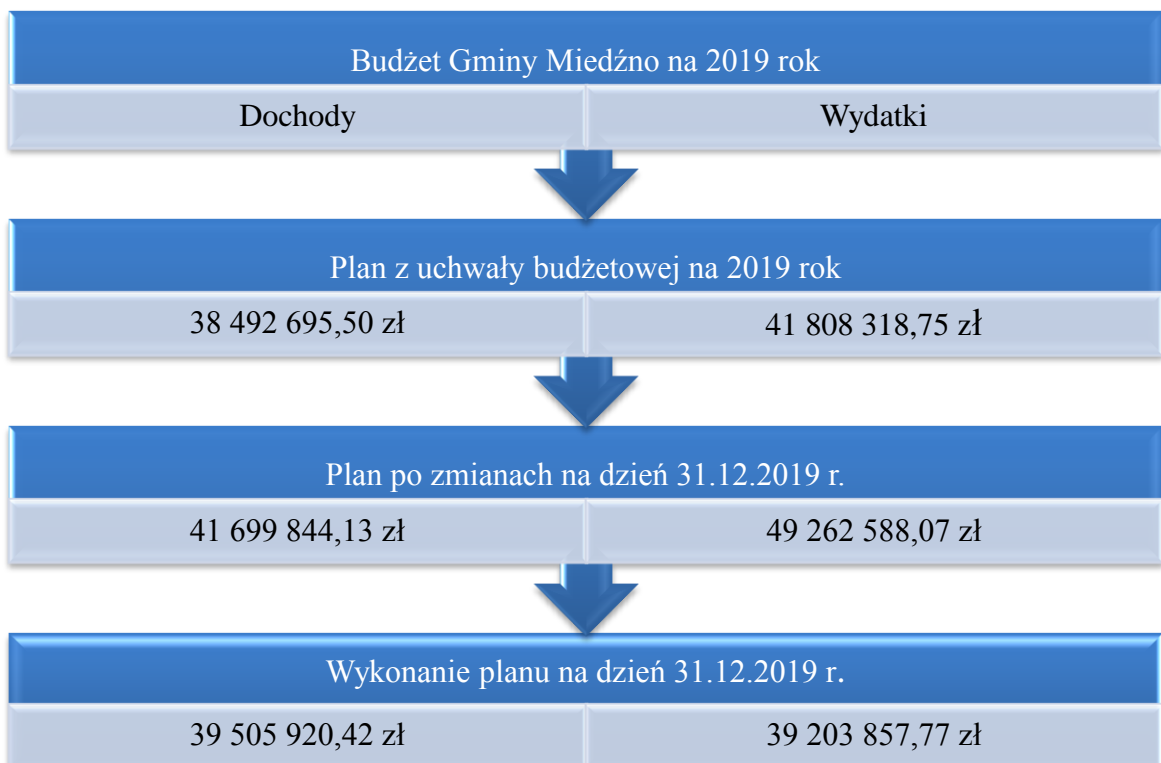 Budżet Gminy Miedźno na 2019 rok
Dochody Wydatki
Plan z uchwały budżetowej na 2019 rok
38 492 695,50 zł 41 808 318,75 zł
Plan po zmianach na dzień 31.12.2019 r.
41 699 844,13 zł 49 262 588,07 zł
Wykonanie planu na dzień 31.12.2019 r.
39 505 920,42 zł 39 203 857,77 zł